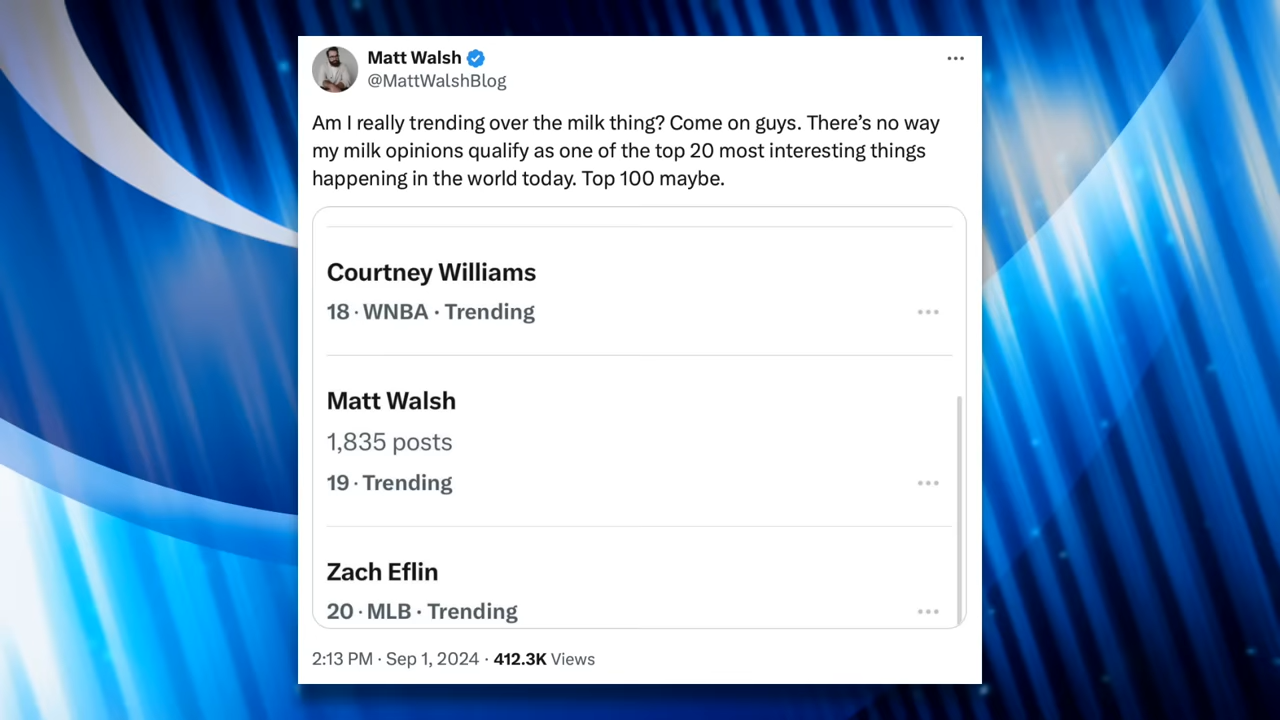 Matt Walsh
@MattWalshBlog
Am I really trending over the milk thing? Come on guys. There’s no way
my milk opinions qualify as one of the top 20 most interesting things
happening in the world today. Top 100 maybe.
Courtney Williams
18 · WNBA · Trending
Matt Walsh
1,835 posts
19 · Trending
Zach Eflin
20 · MLB · Trending
2:13 PM · Sep 1, 2024 · 412.3K Views